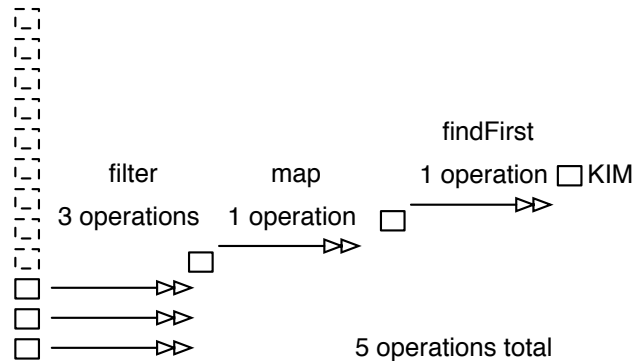 findFirst
filter map 1 operation KIM
3 operations 1 operation
5 operations total